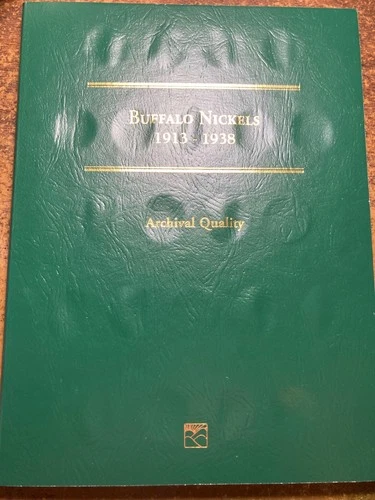 BUFFALO NICKELS
1913 - 1938
Archival Quality